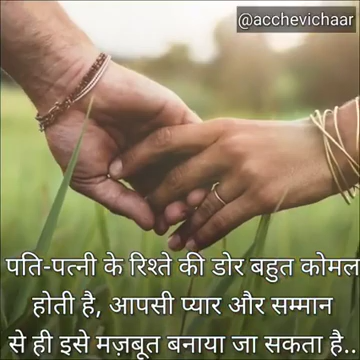 @acchevichaar
पति-पत्नी के रिश्ते की डोर बहुत कोमल
होती है, आपसी प्यार और सम्मान
से ही इसे मज़बूत बनाया जा सकता है..